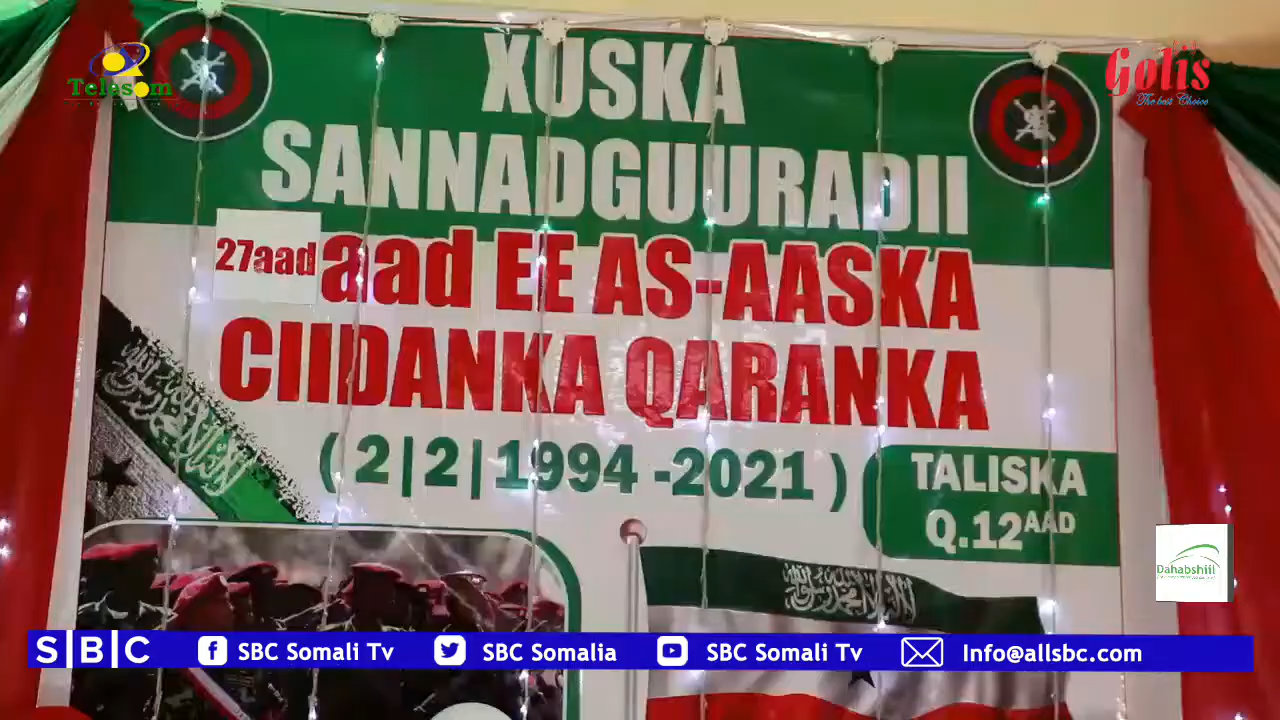 Telesom
Golis
The best Choice
XUSKA
SANNADGUURADII
27aad aad EE AS-AASKA
CIIDANKA QARANKA
( 2|2|1994 -2021 )
TALISKA
Q.12AAD
Dahabshiil
S|B|C
SBC Somali Tv
SBC Somalia
SBC Somali Tv
Info@allsbc.com